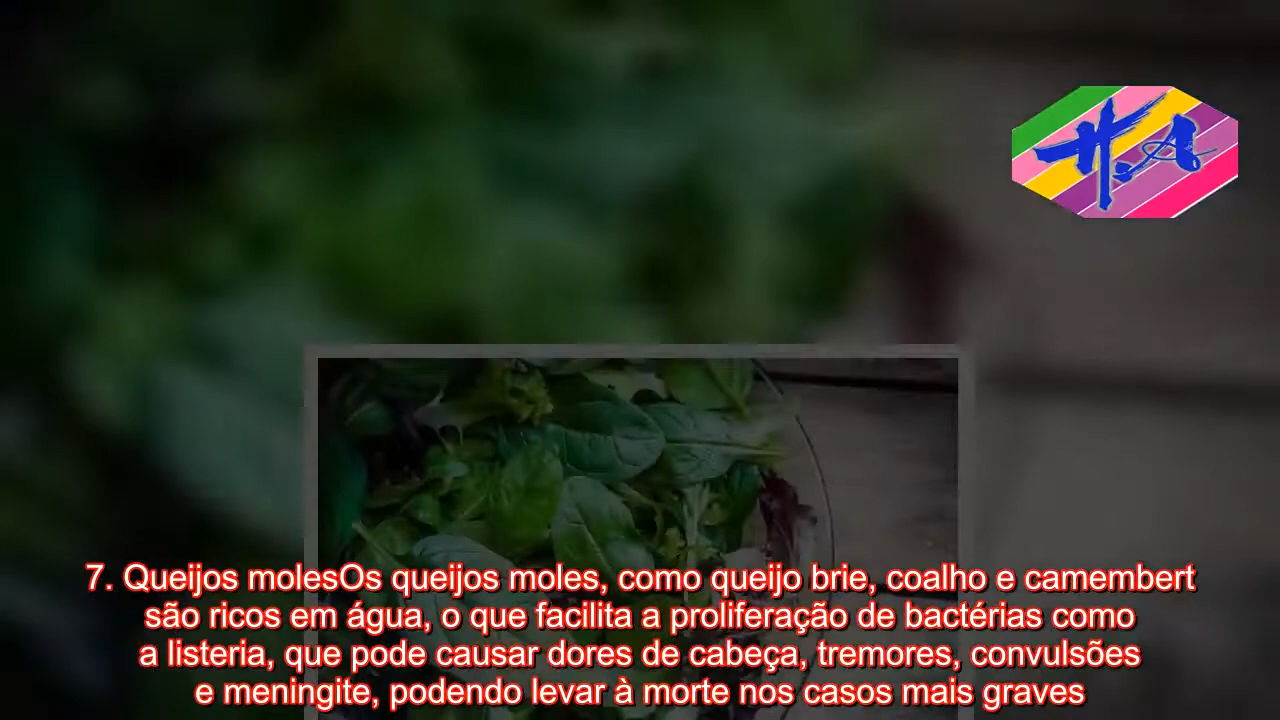 H.A
7. Queijos molesOs queijos moles, como queijo brie, coalho e camembert
são ricos em água, o que facilita a proliferação de bactérias como
a listeria, que pode causar dores de cabeça, tremores, convulsões
e meningite, podendo levar à morte nos casos mais graves